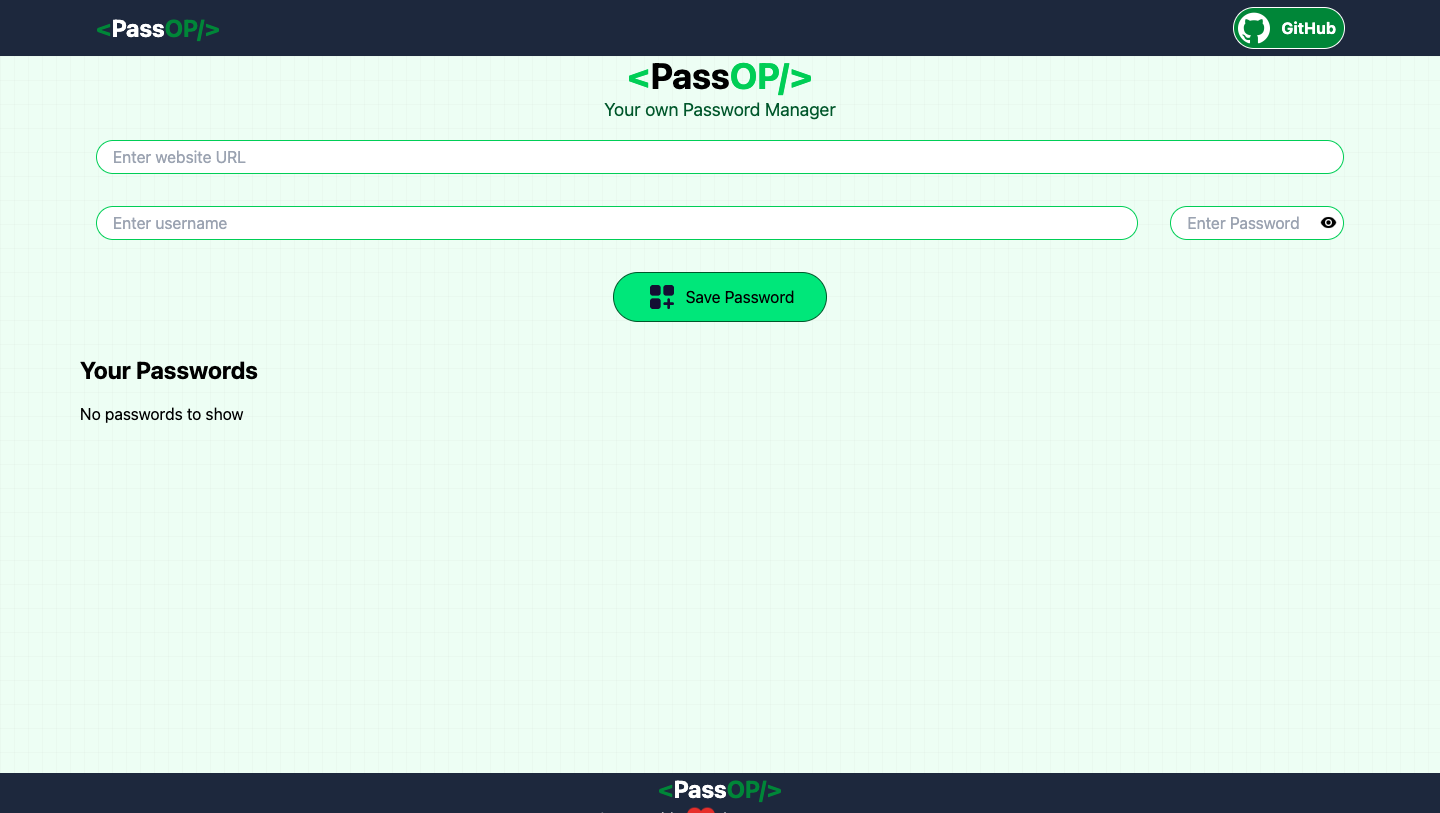 <PassOP/>
GitHub
<PassOP/>
Your own Password Manager
Enter website URL
Enter username
Enter Password
Save Password
Your Passwords
No passwords to show
<PassOP/>